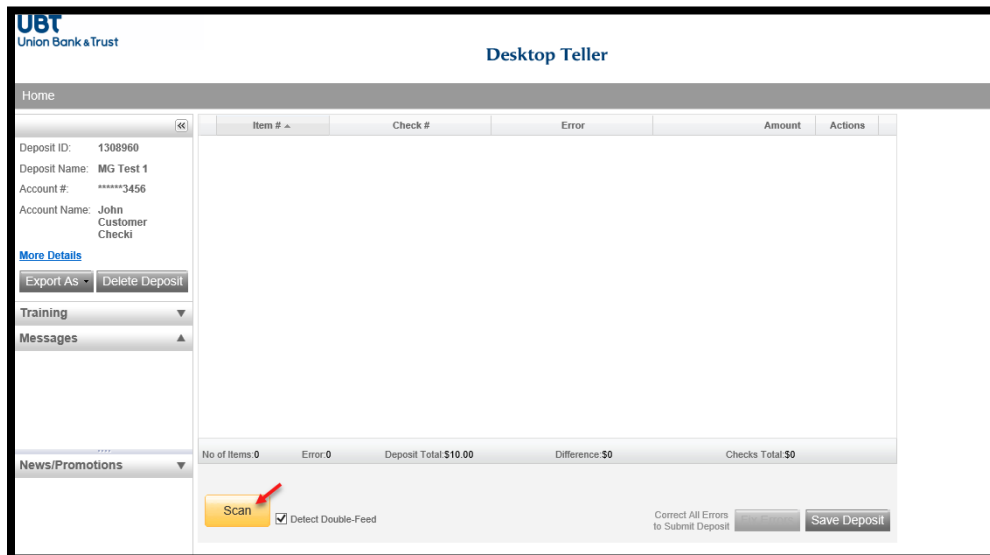 UBT
Union Bank & Trust
Desktop Teller
Home
Item # Check # Error Amount Actions
Deposit ID: 1308960
Deposit Name: MG Test 1
Account #: ******3456
Account Name: John
Customer
Checki
More Details
Export As Delete Deposit
Training
Messages
News/Promotions
No of Items:0 Error:0 Deposit Total:$10.00 Difference:$0 Checks Total:$0
Scan
Detect Double-Feed
Correct All Errors
to Submit Deposit
Save Deposit